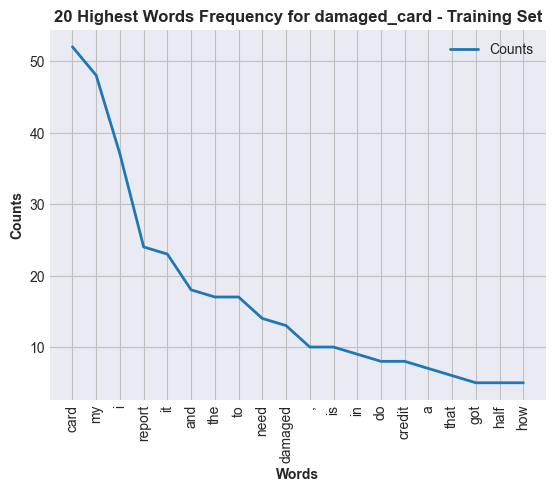 20 Highest Words Frequency for damaged_card - Training Set
Counts
50
40
30
20
10
Counts
card
my
i
report
it
and
the
to
need
damaged
,
is
in
do
credit
a
that
got
half
how
Words